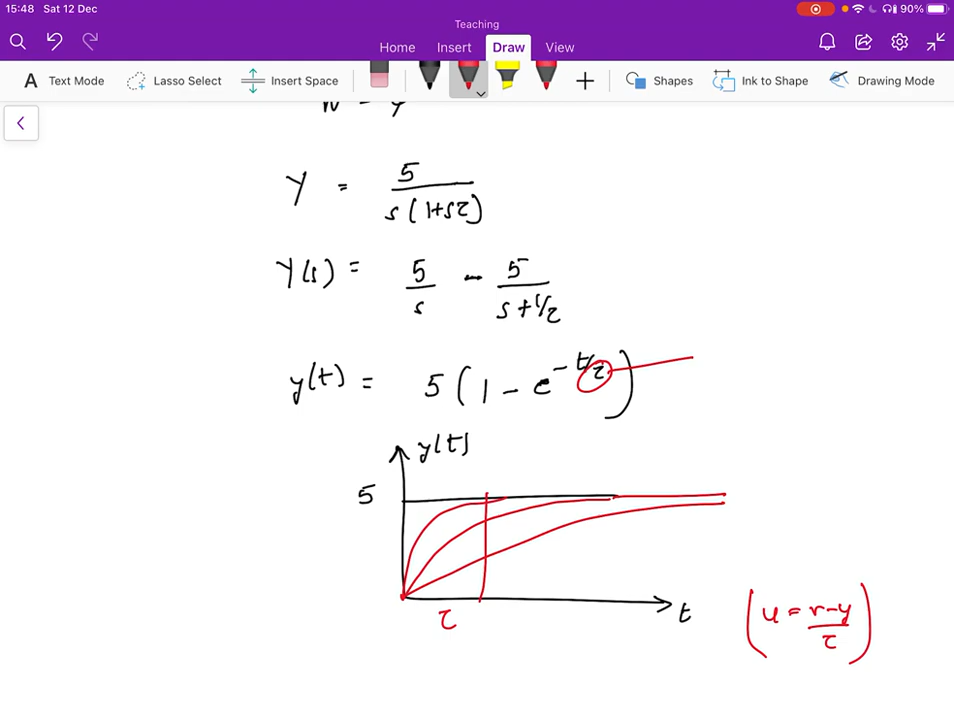 15:48 Sat 12 Dec
90%
Teaching
Home Insert Draw View
A Text Mode Lasso Select Insert Space Shapes Ink to Shape Drawing Mode
Y = 5 / s(1+sτ)
Y(s) = 5/s - 5/(s+1/τ)
y(t) = 5(1 - e^{-t/τ})
y(t)
5
τ
t
(u = (r-y)/τ)